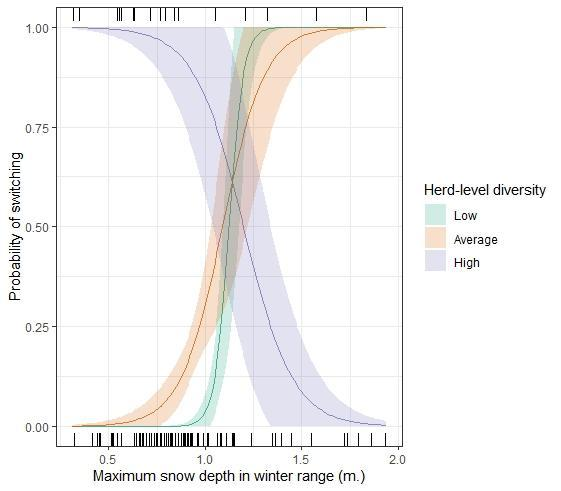 1.00
0.75
0.50
0.25
0.00
Probability of switching
0.5
1.0
1.5
2.0
Maximum snow depth in winter range (m.)
Herd-level diversity
Low
Average
High